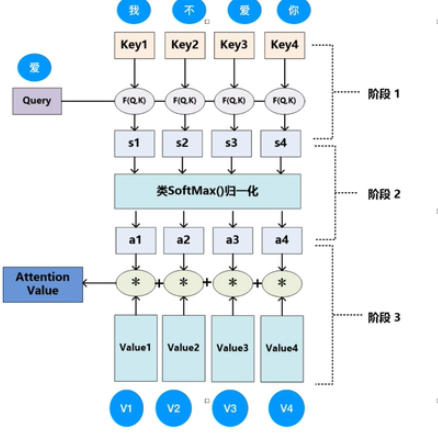 我 不 爱 你
Key1 Key2 Key3 Key4
爱
Query F(Q,K) F(Q,K) F(Q,K) F(Q,K)
阶段 1
s1 s2 s3 s4
类SoftMax()归一化
阶段 2
a1 a2 a3 a4
Attention
Value
* + * + * + *
阶段 3
Value1 Value2 Value3 Value4
V1 V2 V3 V4